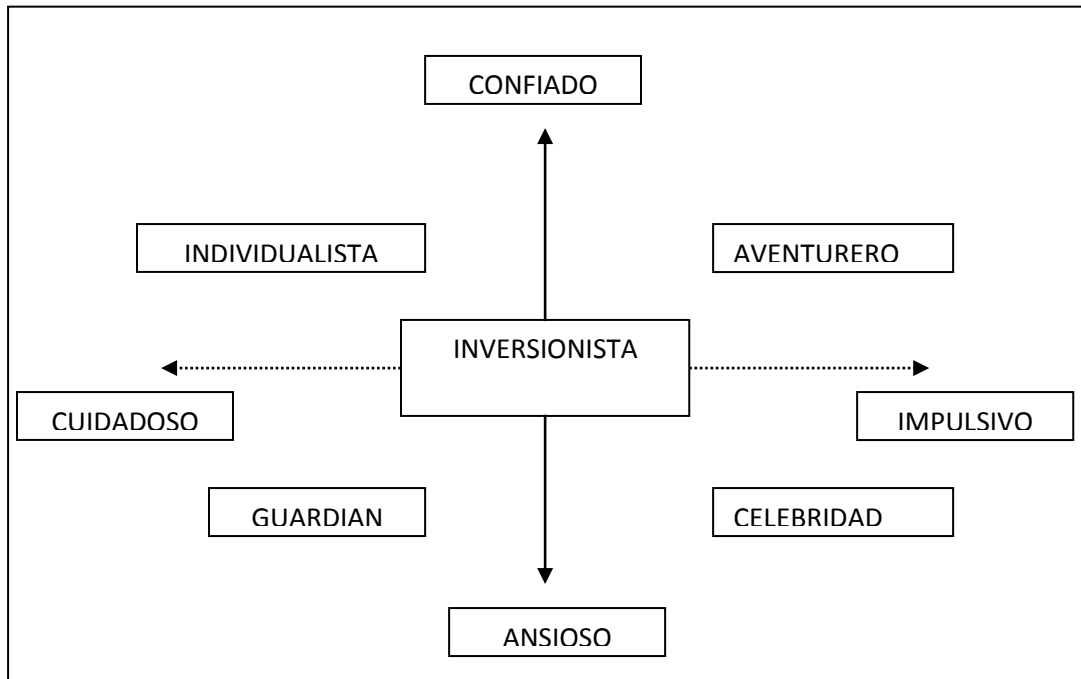 CONFIADO
INDIVIDUALISTA
AVENTURERO
INVERSIONISTA
CUIDADOSO
IMPULSIVO
GUARDIAN
CELEBRIDAD
ANSIOSO